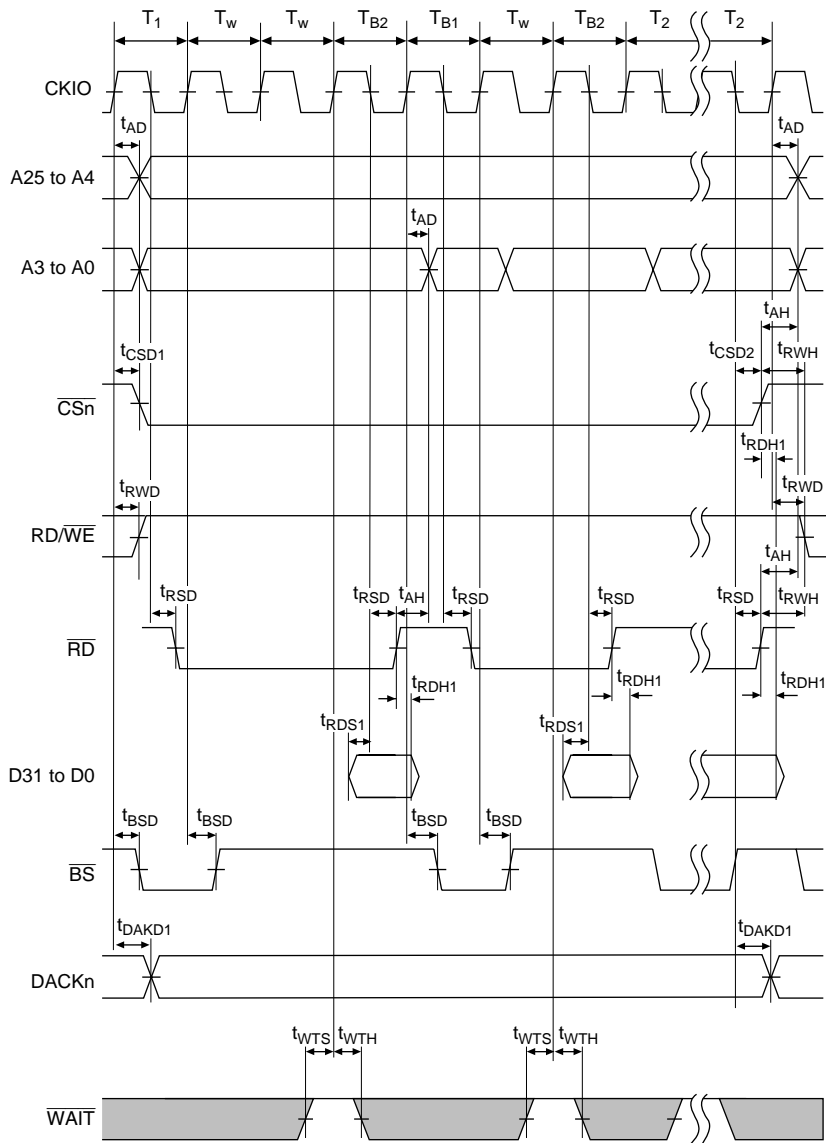 T1 Tw Tw TB2 TB1 Tw TB2 T2 T2
CKIO
tAD tAD
A25 to A4
tAD
A3 to A0
tAH
tCSD1 tCSD2 tRWH
CSn
tRDH1
tRWD tRWD
RD/WE
tAH
tRSD tRSD tAH tRSD tRSD tRSD tRWH
RD
tRDH1 tRDH1 tRDH1
tRDS1 tRDS1
D31 to D0
tBSD tBSD tBSD tBSD
BS
tDAKD1 tDAKD1
DACKn
tWTS tWTH tWTS tWTH
WAIT